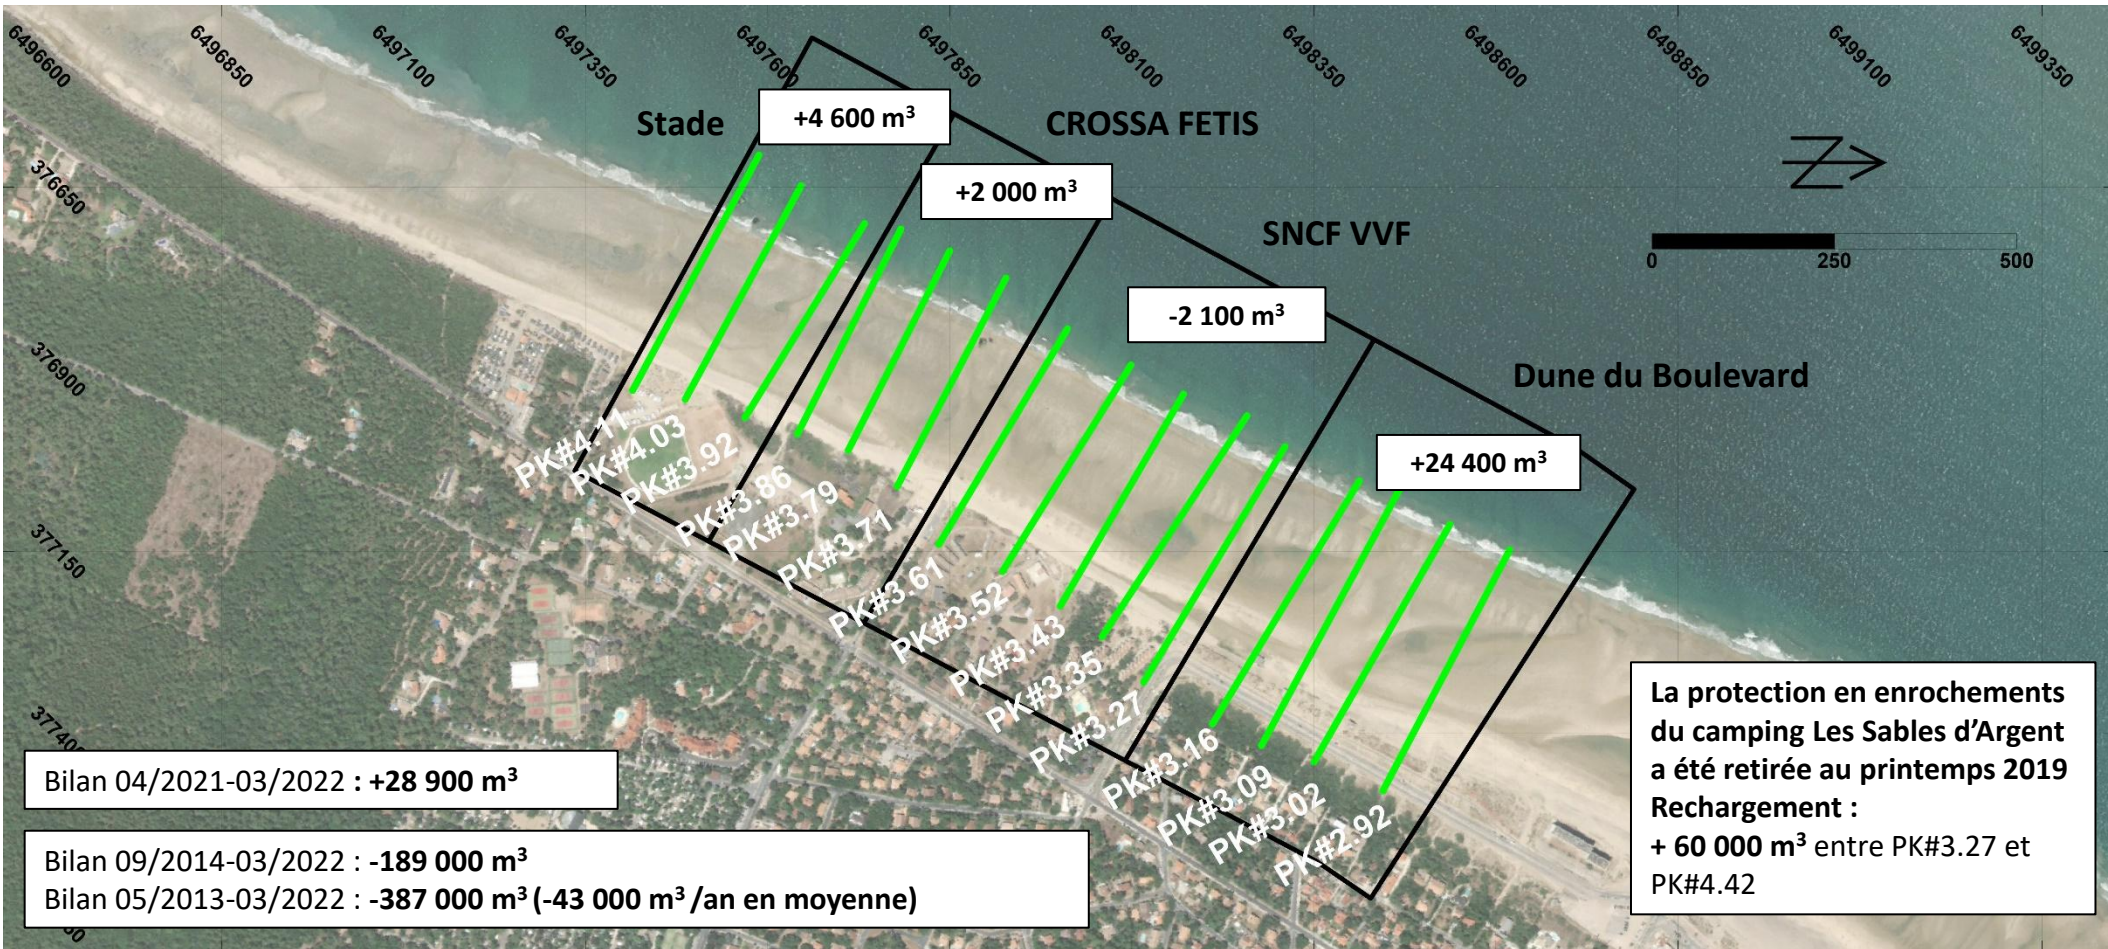 6496600
6496850
6497100
6497350
6497600
6497850
6498100
6498350
6498600
6498850
6499100
6499350
376650
376900
377150
Stade
+4 600 m³
CROSSA FETIS
+2 000 m³
SNCF VVF
-2 100 m³
Dune du Boulevard
+24 400 m³
N
0 250 500
PK#4.11
PK#4.03
PK#3.92
PK#3.86
PK#3.79
PK#3.71
PK#3.61
PK#3.52
PK#3.43
PK#3.35
PK#3.27
PK#3.16
PK#3.09
PK#3.02
PK#2.92
Bilan 04/2021-03/2022 : +28 900 m³
Bilan 09/2014-03/2022 : -189 000 m³
Bilan 05/2013-03/2022 : -387 000 m³ (-43 000 m³ /an en moyenne)
La protection en enrochements
du camping Les Sables d’Argent
a été retirée au printemps 2019
Rechargement :
+ 60 000 m³ entre PK#3.27 et
PK#4.42